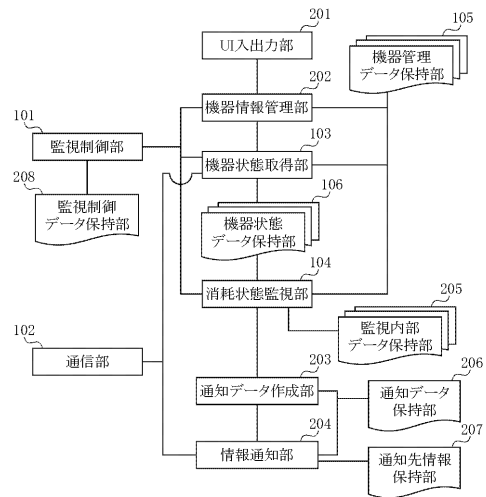 201
UI入出力部
105
機器管理
データ保持部
202
機器情報管理部
101
監視制御部
103
機器状態取得部
208
監視制御
データ保持部
106
機器状態
データ保持部
104
消耗状態監視部
205
監視内部
データ保持部
102
通信部
203
通知データ作成部
206
通知データ
保持部
204
情報通知部
207
通知先情報
保持部